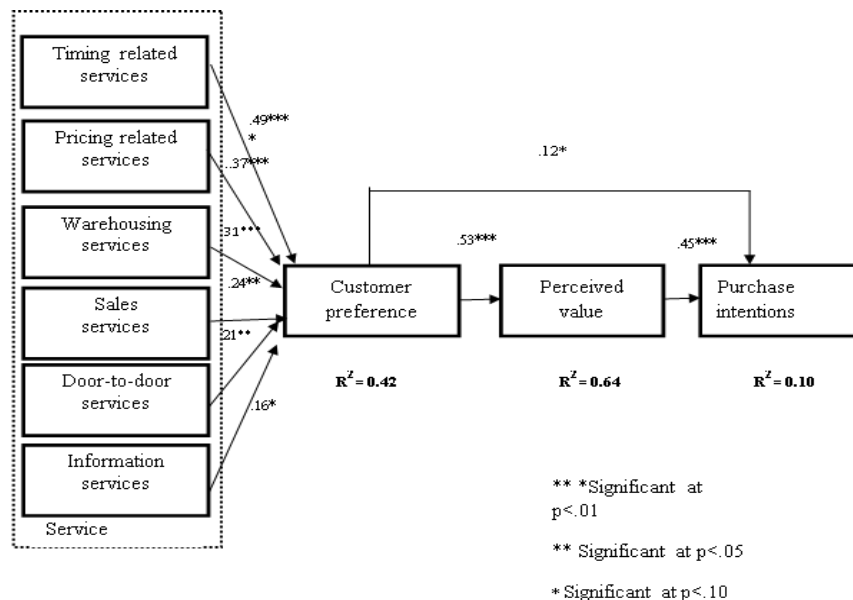 Timing related
services
.49***
*
Pricing related
services
..37***
.12*
Warehousing
services
31***
.53***
.45***
.24**
Customer
preference
Perceived
value
Purchase
intentions
Sales
services
21**
Door-to-door
services
R² = 0.42
R² = 0.64
R² = 0.10
.16*
Information
services
Service
** *Significant at
p<.01
** Significant at p<.05
* Significant at p<.10